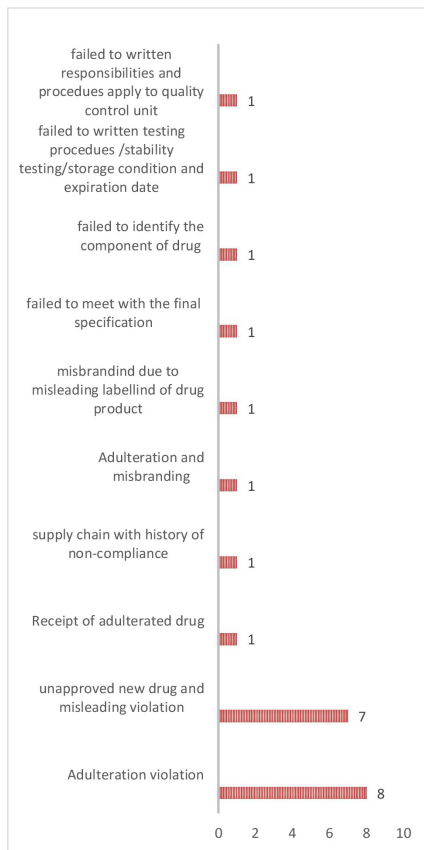 failed to written
responsibilities and
procedues apply to quality
control unit
1
failed to written testing
procedues /stability
testing/storage condition and
expiration date
1
failed to identify the
component of drug
1
failed to meet with the final
specification
1
misbrandind due to
misleading labellind of drug
product
1
Adulteration and
misbranding
1
supply chain with history of
non-compliance
1
Receipt of adulterated drug
1
unapproved new drug and
misleading violation
7
Adulteration violation
8
0 2 4 6 8 10